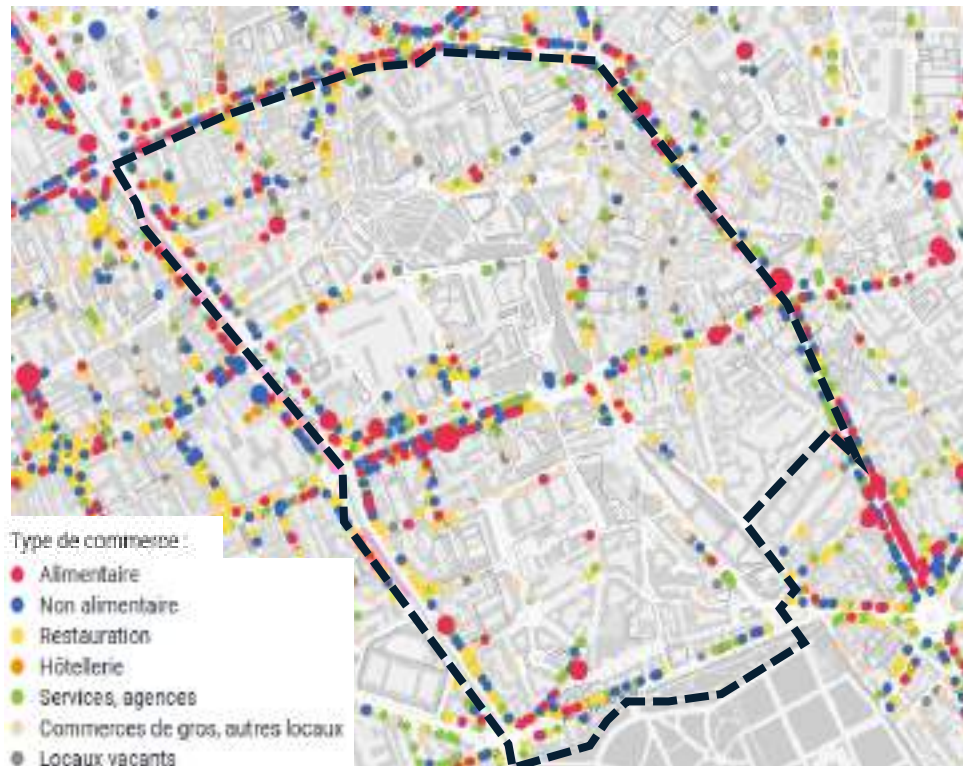 Type de commerce :
Alimentaire
Non alimentaire
Restauration
Hôtellerie
Services, agences
Commerces de gros, autres locaux
Locaux vacants